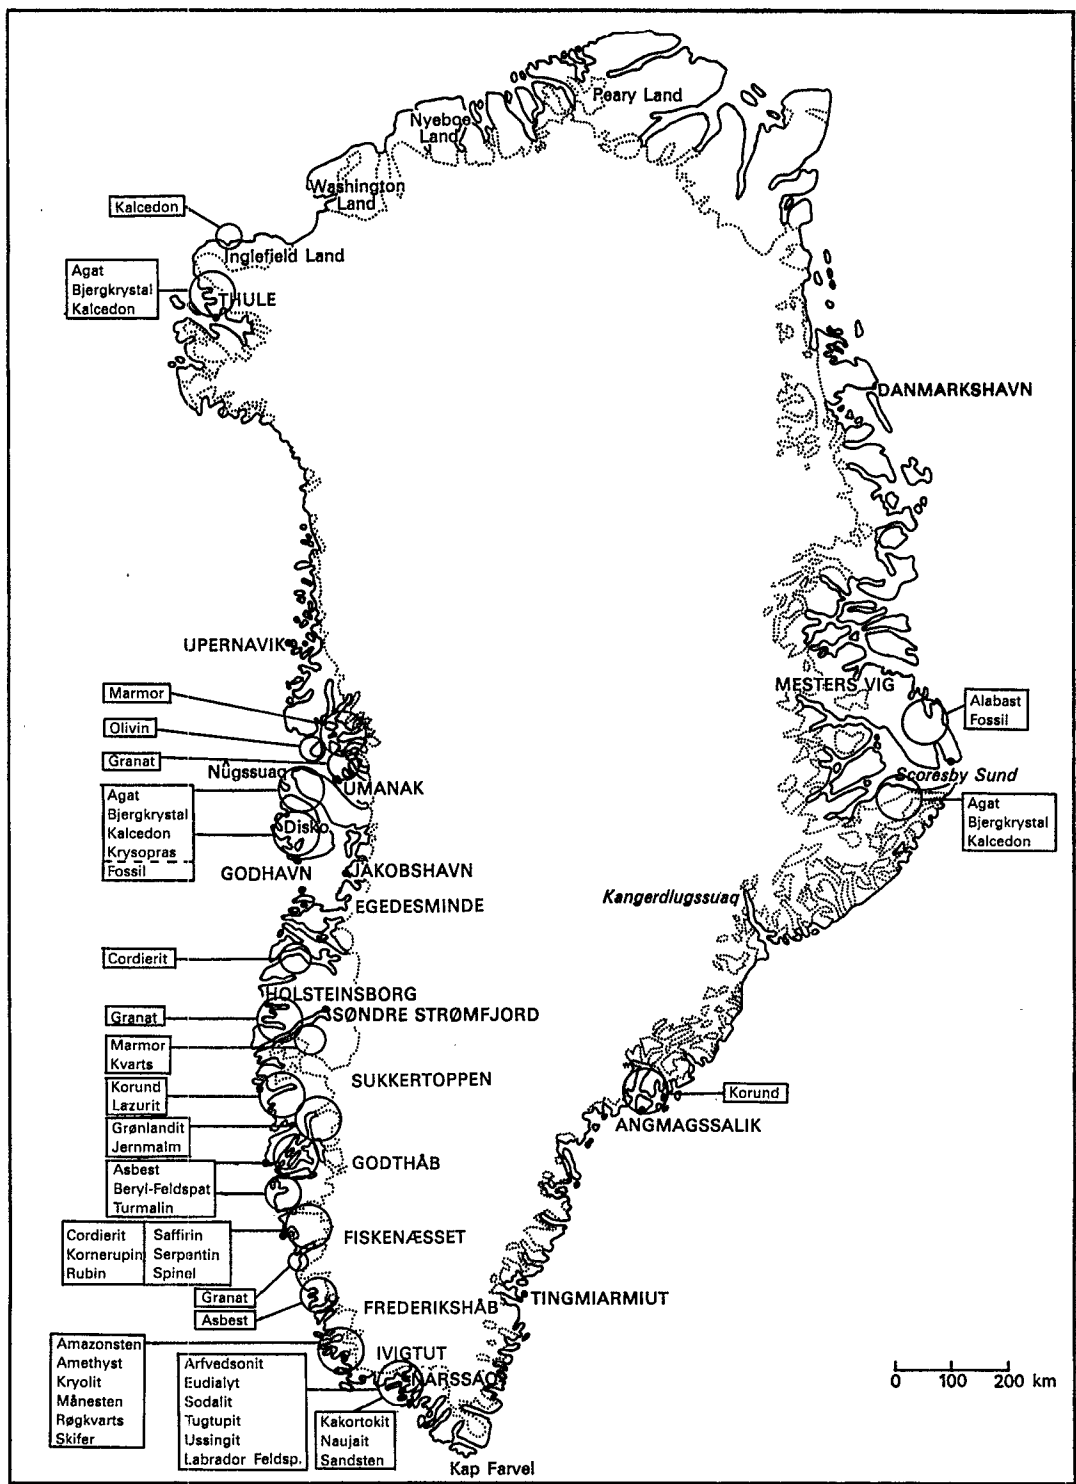 Peary Land
Nyeboe
Land
Washington
Land
Kalcedon
Inglefield Land
Agat
Bjergkrystal
Kalcedon
THULE
DANMARKSHAVN
UPERNAVIK
MESTERS VIG
Marmor
Alabast
Fossil
Olivin
Granat
Nûgssuaq
UMANAK
Scoresby Sund
Agat
Bjergkrystal
Kalcedon
Krysopras
Fossil
Disko
Agat
Bjergkrystal
Kalcedon
GODHAVN
JAKOBSHAVN
Kangerdlugssuaq
EGEDESMINDE
Cordierit
HOLSTEINSBORG
Granat
SØNDRE STRØMFJORD
Marmor
Kvarts
SUKKERTOPPEN
Korund
Lazurit
Korund
Grønlandit
Jernmalm
ANGMAGSSALIK
GODTHÅB
Asbest
Beryl-Feldspat
Turmalin
Cordierit
Kornerupin
Rubin
Saffirin
Serpentin
Spinel
FISKENÆSSET
Granat
Asbest
FREDERIKSHÅB
TINGMIARMIUT
Amazonsten
Amethyst
Kryolit
Månesten
Røgkvarts
Skifer
IVIGTUT
Arfvedsonit
Eudialyt
Sodalit
Tugtupit
Ussingit
Labrador Feldsp.
NARSSAQ
Kakortokit
Naujait
Sandsten
Kap Farvel
0 100 200 km